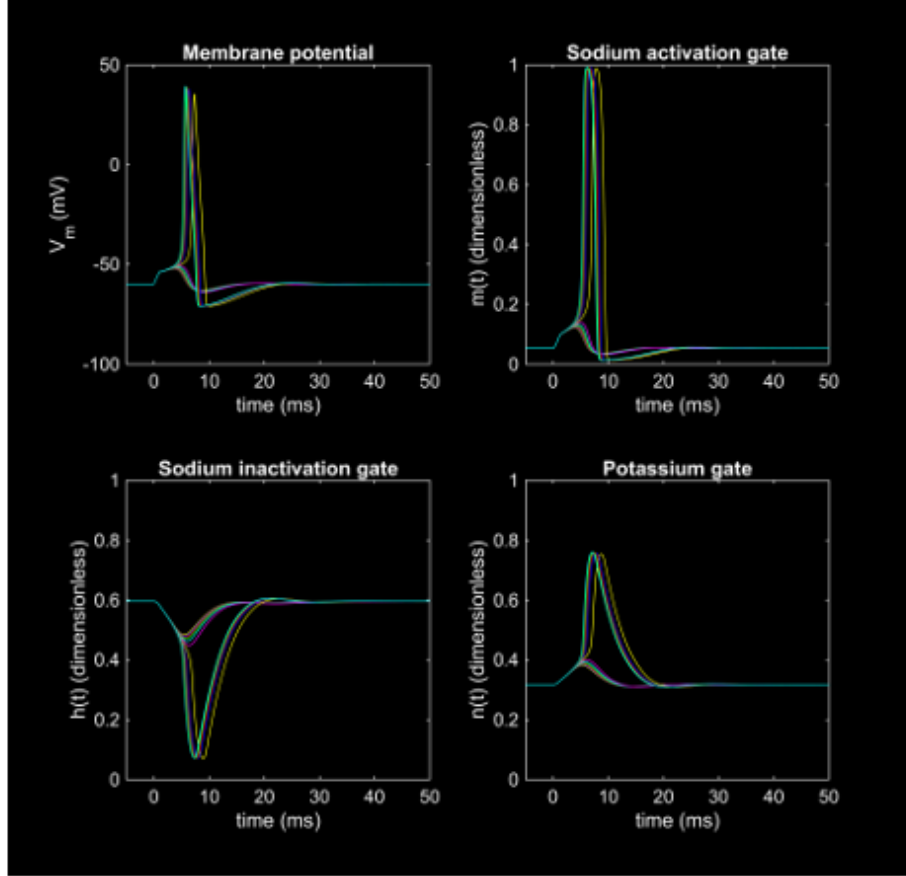 Membrane potential
50
0
-50
-100
V_m (mV)
0 10 20 30 40 50
time (ms)
Sodium activation gate
1
0.8
0.6
0.4
0.2
0
m(t) (dimensionless)
0 10 20 30 40 50
time (ms)
Sodium inactivation gate
1
0.8
0.6
0.4
0.2
0
h(t) (dimensionless)
0 10 20 30 40 50
time (ms)
Potassium gate
1
0.8
0.6
0.4
0.2
0
n(t) (dimensionless)
0 10 20 30 40 50
time (ms)